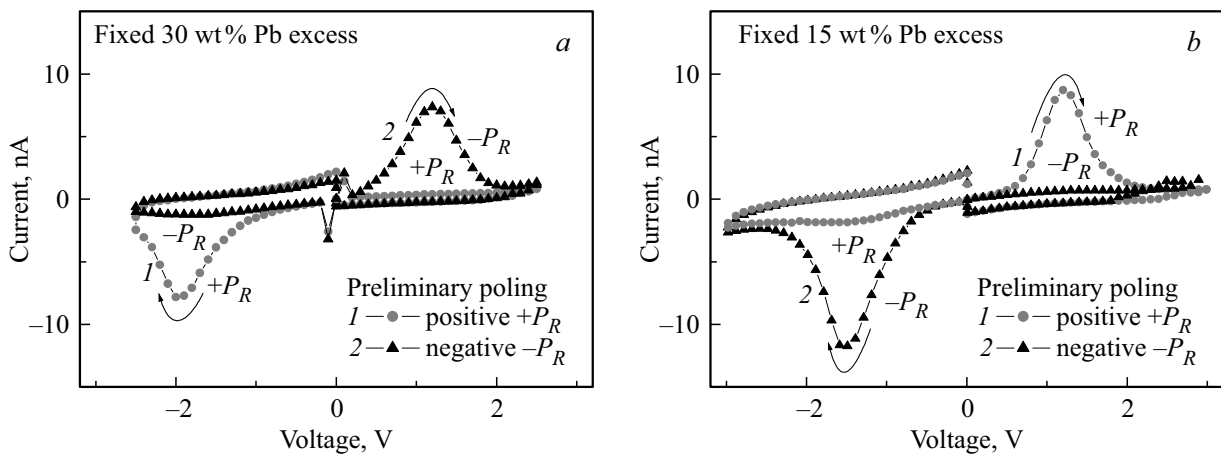 Fixed 30 wt% Pb excess
a
10
0
−10
Current, nA
2
−P_R
+P_R
−P_R
1
+P_R
Preliminary poling
1 positive +P_R
2 negative −P_R
−2
0
2
Voltage, V
Fixed 15 wt% Pb excess
b
10
0
−10
Current, nA
1
+P_R
−P_R
+P_R
2
−P_R
Preliminary poling
1 positive +P_R
2 negative −P_R
−2
0
2
Voltage, V